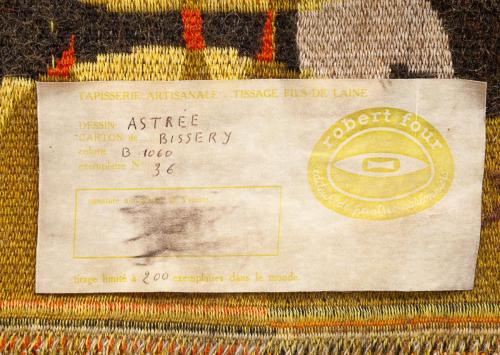 TAPISSERIE ARTISANALE - TISSAGE FILS DE LAINE
DESSIN ASTRÉE
CARTON de BISSERY
B 1060
exemplaire N° 36
robert four
tirage limité à 200 exemplaires dans le monde